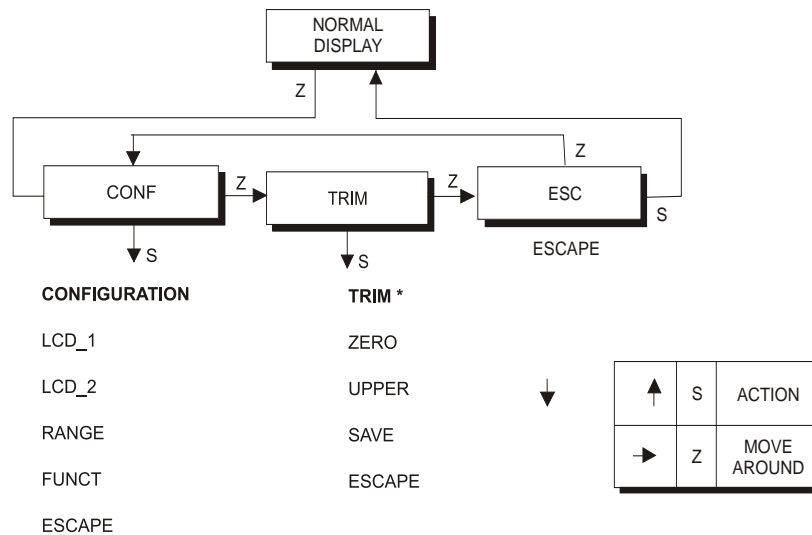 NORMAL
DISPLAY
Z
Z
CONF
Z
TRIM
Z
ESC
S
ESCAPE
S
S
CONFIGURATION
LCD_1
LCD_2
RANGE
FUNCT
ESCAPE
TRIM *
ZERO
UPPER
SAVE
ESCAPE
S
ACTION
Z
MOVE
AROUND